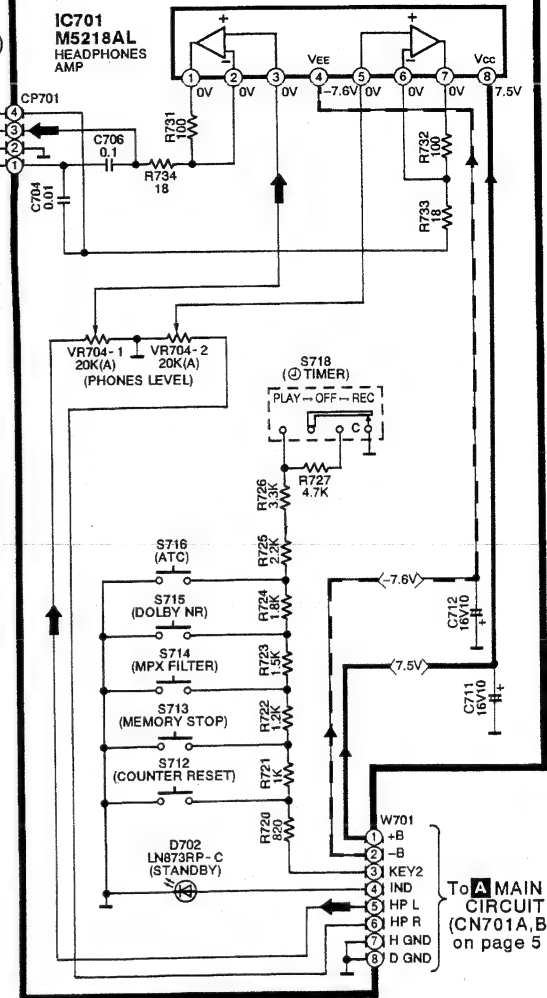 IC701
M5218AL
HEADPHONES
AMP
+
−
+
−
VEE
VCC
1 2 3 4 5 6 7 8
0V 0V 0V −7.6V 0V 0V 0V 7.5V
CP701
4
3
2
1
C706
0.1
R731
100
R734
18
C704
0.01
R732
100
R733
18
VR704-1
20K(A)
VR704-2
20K(A)
(PHONES LEVEL)
S718
(TIMER)
PLAY↔OFF↔REC
C
R727
4.7K
R726
3.3K
R725
2.2K
S716
(ATC)
R724
1.8K
S715
(DOLBY NR)
R723
1.5K
S714
(MPX FILTER)
R722
1.2K
S713
(MEMORY STOP)
R721
1K
S712
(COUNTER RESET)
R720
820
−7.6V
C712
16V10
+
7.5V
C711
16V10
+
D702
LN873RP-C
(STANDBY)
W701
1 +B
2 −B
3 KEY2
4 IND
5 HP L
6 HP R
7 H GND
8 D GND
To A MAIN
CIRCUIT
(CN701A,B
on page 5